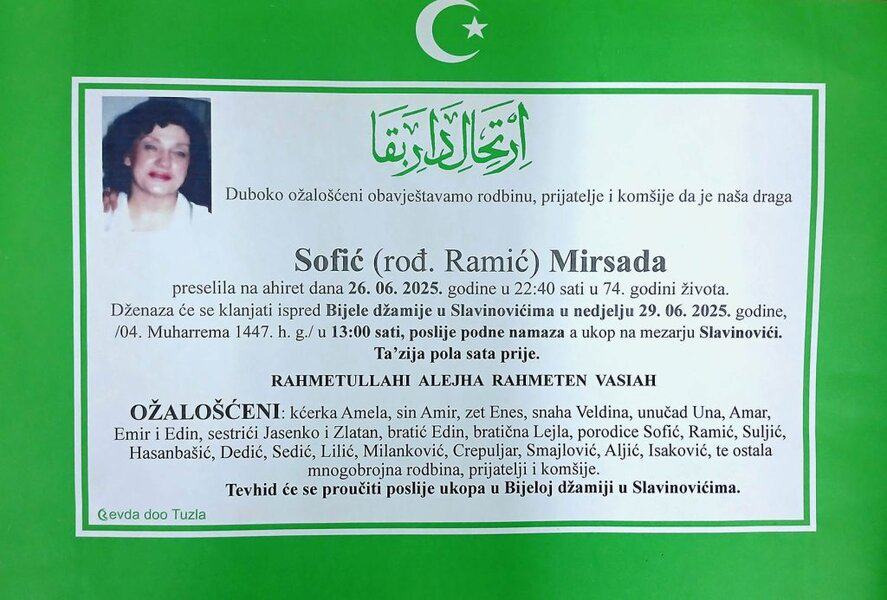 اِرْتِحَالِ دَارِبَقَا
Duboko ožalošćeni obavještavamo rodbinu, prijatelje i komšije da je naša draga
Sofić (rođ. Ramić) Mirsada
preselila na ahiret dana 26. 06. 2025. godine u 22:40 sati u 74. godini života.
Dženaza će se klanjati ispred Bijele džamije u Slavinovićima u nedjelju 29. 06. 2025. godine,
/04. Muharrema 1447. h. g./ u 13:00 sati, poslije podne namaza a ukop na mezarju Slavinovići.
Ta'zija pola sata prije.
RAHMETULLAHI ALEJHA RAHMETEN VASIAH
OŽALOŠĆENI: kćerka Amela, sin Amir, zet Enes, snaha Veldina, unučad Una, Amar,
Emir i Edin, sestrići Jasenko i Zlatan, bratić Edin, bratična Lejla, porodice Sofić, Ramić, Suljić,
Hasanbašić, Dedić, Sedić, Lilić, Milanković, Crepuljar, Smajlović, Aljić, Isaković, te ostala
mnogobrojna rodbina, prijatelji i komšije.
Tevhid će se proučiti poslije ukopa u Bijeloj džamiji u Slavinovićima.
Revda doo Tuzla